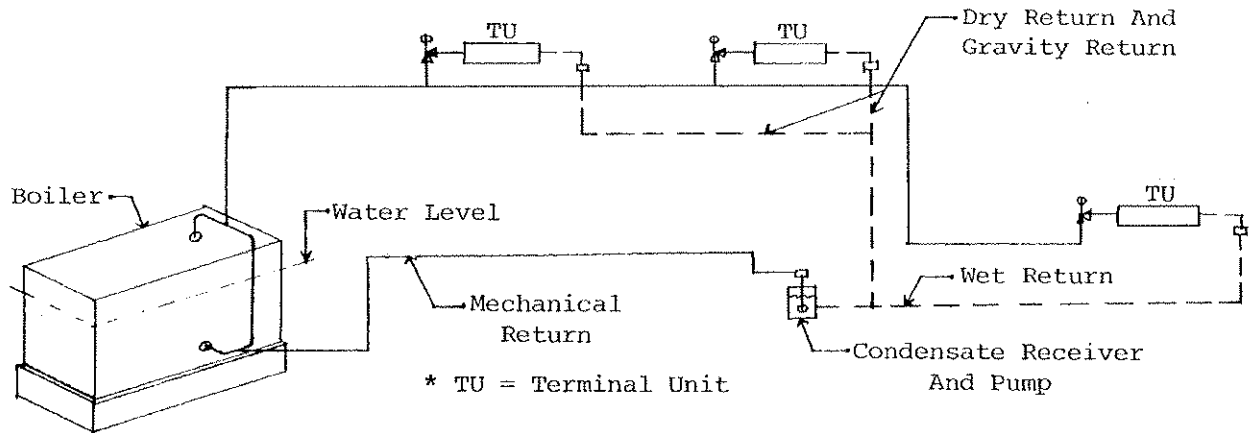 TU
TU
Dry Return And
Gravity Return
Boiler
Water Level
TU
Wet Return
Mechanical
Return
Condensate Receiver
And Pump
* TU = Terminal Unit